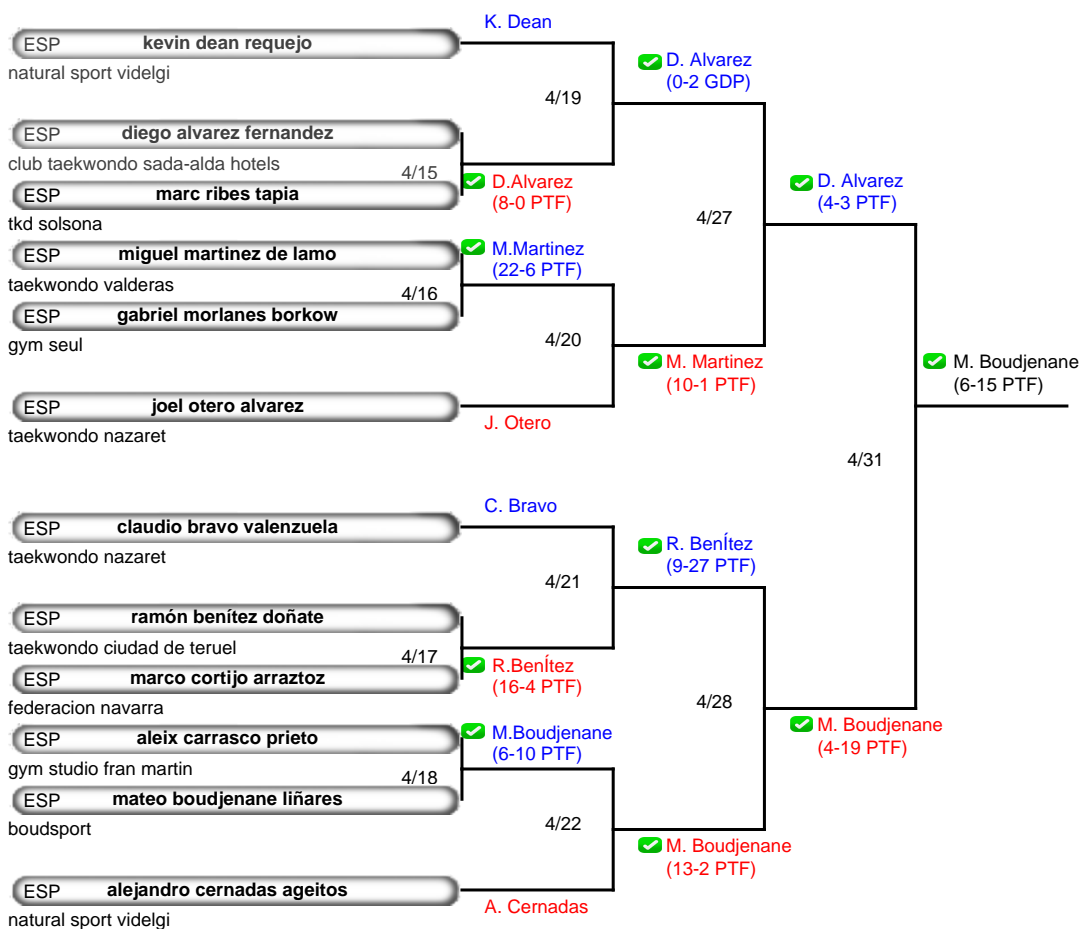 K. Dean
ESP kevin dean requejo
natural sport videlgi
D. Alvarez
(0-2 GDP)
4/19
ESP diego alvarez fernandez
club taekwondo sada-alda hotels
4/15
D.Alvarez
(8-0 PTF)
ESP marc ribes tapia
tkd solsona
D. Alvarez
(4-3 PTF)
4/27
ESP miguel martinez de lamo
taekwondo valderas
M.Martinez
(22-6 PTF)
4/16
ESP gabriel morlanes borkow
gym seul
4/20
M. Martinez
(10-1 PTF)
M. Boudjenane
(6-15 PTF)
ESP joel otero alvarez
taekwondo nazaret
J. Otero
4/31
C. Bravo
ESP claudio bravo valenzuela
taekwondo nazaret
R. BenÍtez
(9-27 PTF)
4/21
ESP ramón benítez doñate
taekwondo ciudad de teruel
4/17
R.BenÍtez
(16-4 PTF)
ESP marco cortijo arraztoz
federacion navarra
4/28
M. Boudjenane
(4-19 PTF)
ESP aleix carrasco prieto
gym studio fran martin
M.Boudjenane
(6-10 PTF)
4/18
ESP mateo boudjenane liñares
boudsport
4/22
M. Boudjenane
(13-2 PTF)
ESP alejandro cernadas ageitos
natural sport videlgi
A. Cernadas